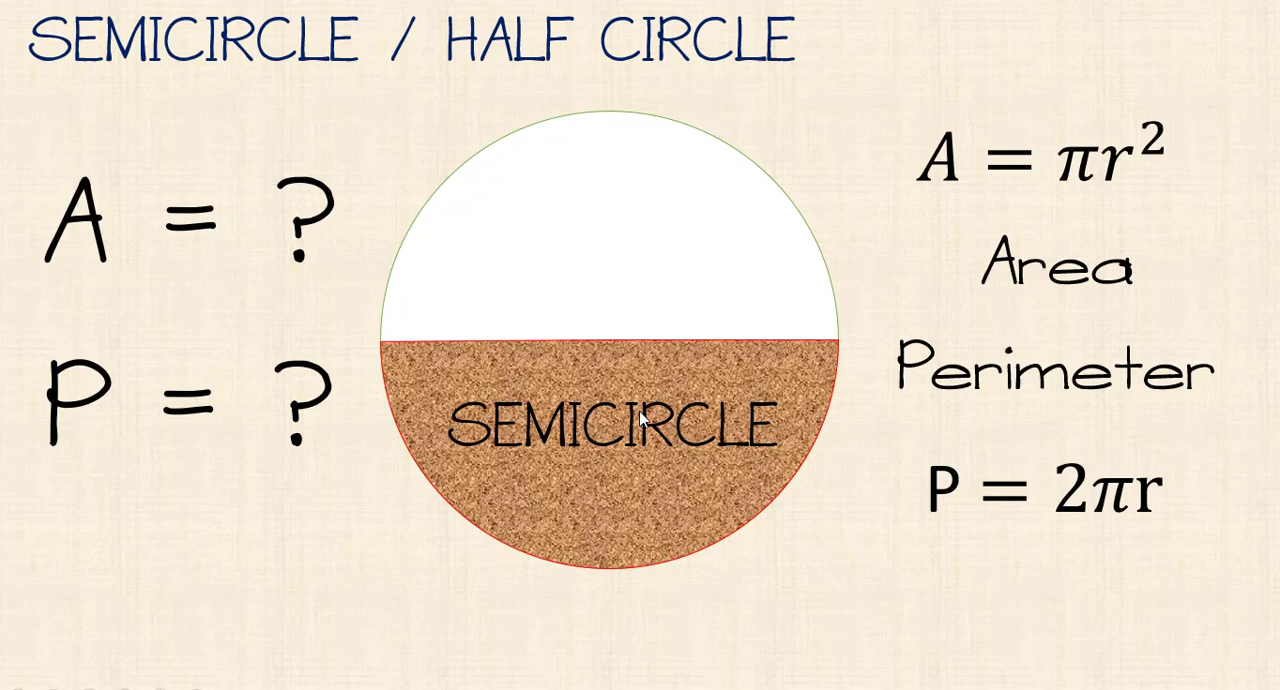 SEMICIRCLE / HALF CIRCLE
A = ?
P = ?
SEMICIRCLE
A = πr²
Area
Perimeter
P = 2πr